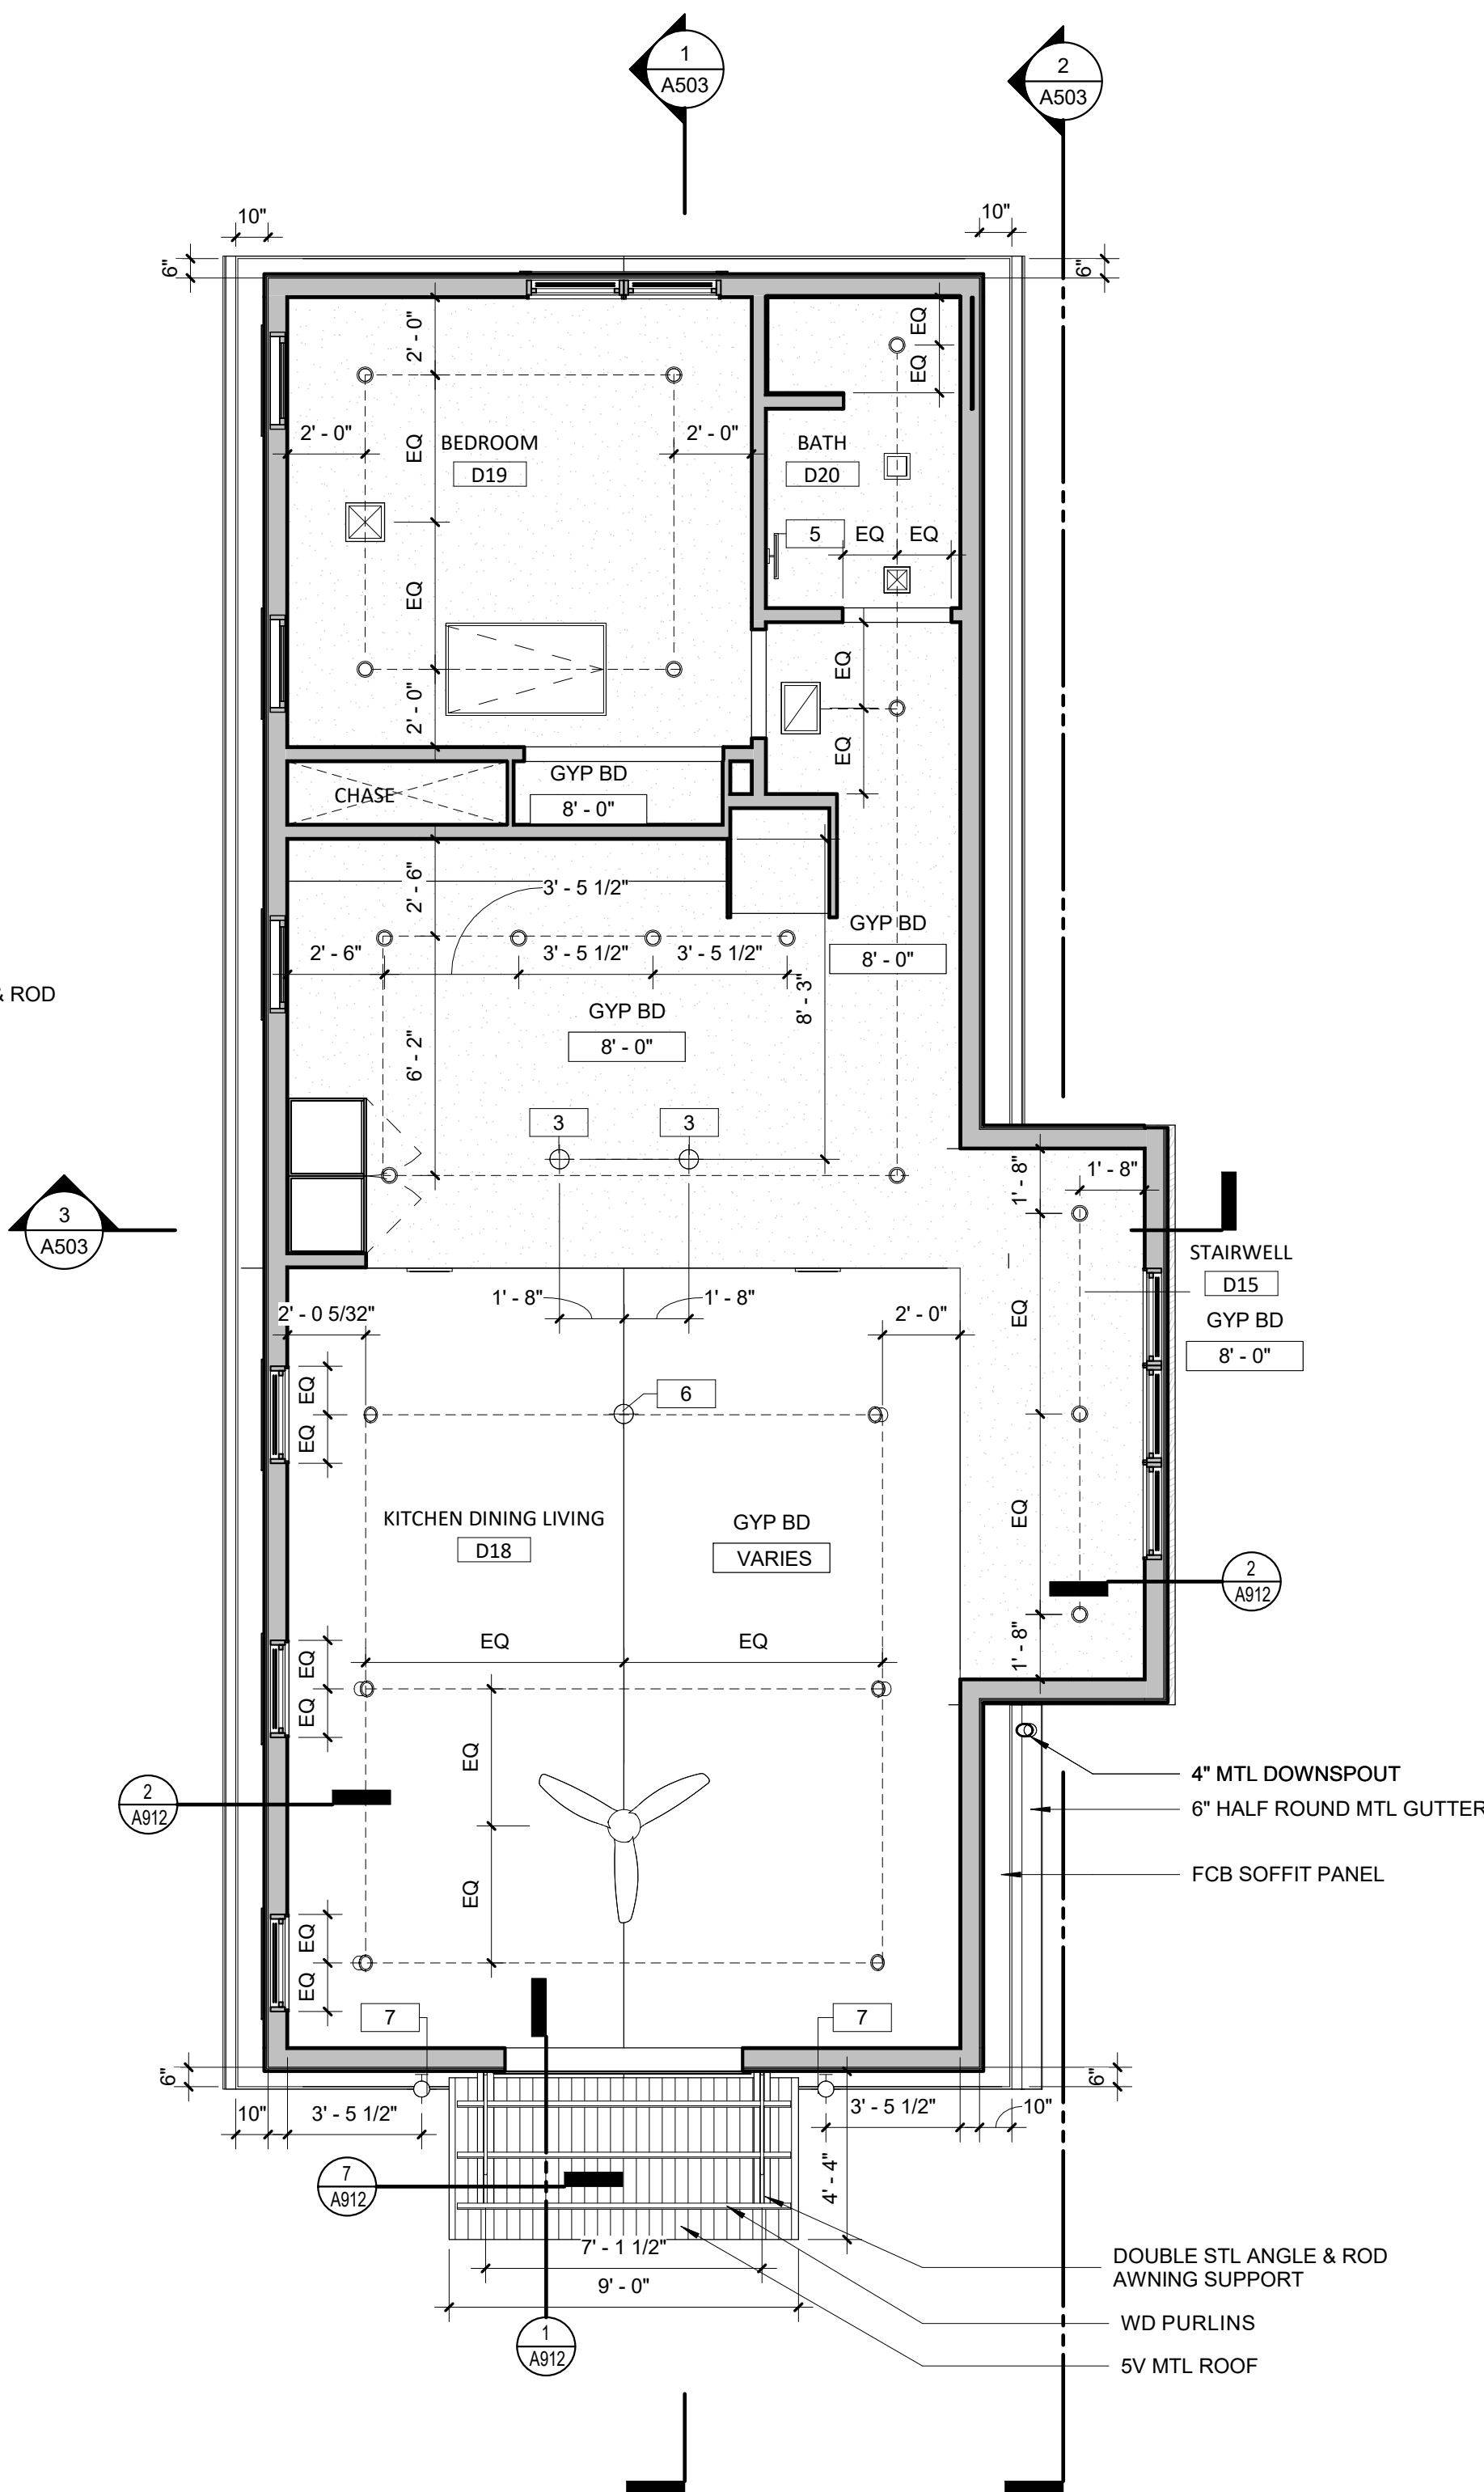 1
A503
2
A503
10"
10"
6"
6"
2' - 0"
EQ
EQ
2' - 0"
EQ
BEDROOM
D19
2' - 0"
BATH
D20
5
EQ
EQ
EQ
EQ
2' - 0"
EQ
CHASE
GYP BD
8' - 0"
2' - 6"
3' - 5 1/2"
2' - 6"
3' - 5 1/2"
3' - 5 1/2"
GYP BD
8' - 0"
8' - 3"
& ROD
6' - 2"
GYP BD
8' - 0"
3
3
3
A503
1' - 8"
1' - 8"
STAIRWELL
D15
GYP BD
8' - 0"
1' - 8"
1' - 8"
2' - 0 5/32"
2' - 0"
EQ
EQ
EQ
6
EQ
KITCHEN DINING LIVING
D18
GYP BD
VARIES
2
A912
EQ
EQ
1' - 8"
EQ
EQ
EQ
EQ
4" MTL DOWNSPOUT
2
A912
6" HALF ROUND MTL GUTTER
FCB SOFFIT PANEL
EQ
EQ
7
7
6"
6"
10"
3' - 5 1/2"
3' - 5 1/2"
10"
7
A912
4' - 4"
7' - 1 1/2"
9' - 0"
DOUBLE STL ANGLE & ROD
AWNING SUPPORT
WD PURLINS
1
A912
5V MTL ROOF